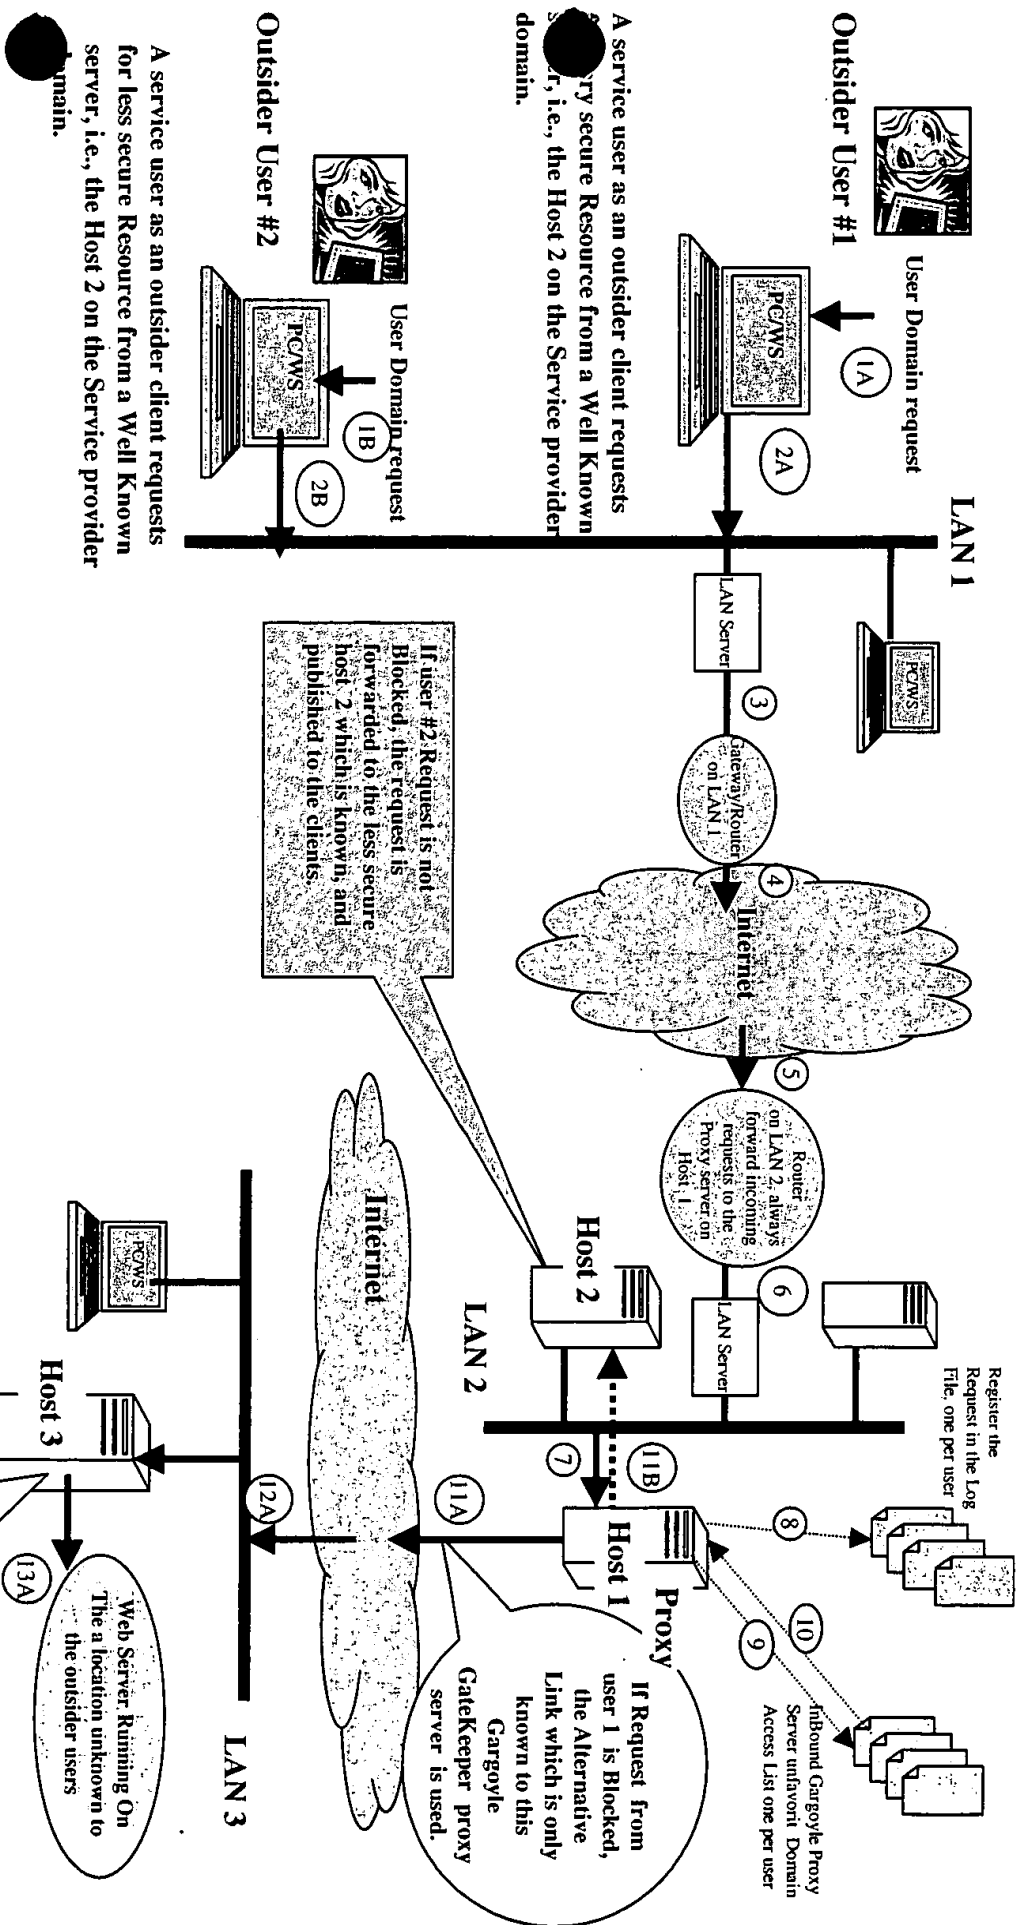 Outsider User #1
User Domain request
1A
PC/WS
2A
A service user as an outsider client requests
ry secure Resource from a Well Known
r, i.e., the Host 2 on the Service provider
domain.
Outsider User #2
User Domain request
1B
PC/WS
2B
A service user as an outsider client requests
for less secure Resource from a Well Known
server, i.e., the Host 2 on the Service provider
main.
LAN 1
PC/WS
LAN Server
3
Gateway/Router
on LAN 1
4
Internet
5
If user #2 Request is not
Blocked, the request is
forwarded to the less secure
host 2 which is known, and
published to the clients.
Router
on LAN 2, always
forward incoming
requests to the
Proxy server on
Host 1
6
LAN Server
Host 2
LAN 2
7
11B
Register the
Request in the Log
File, one per user
8
Host 1
Proxy
10
9
InBound Gargoyle Proxy
Server unfavorit Domain
Access List one per user
11A
If Request from
user 1 is Blocked,
the Alternative
Link which is only
known to this
Gargoyle
GateKeeper proxy
server is used.
Internet
12A
LAN 3
PC/WS
Host 3
13A
Web Server Running On
The a location unknown to
the outsider users